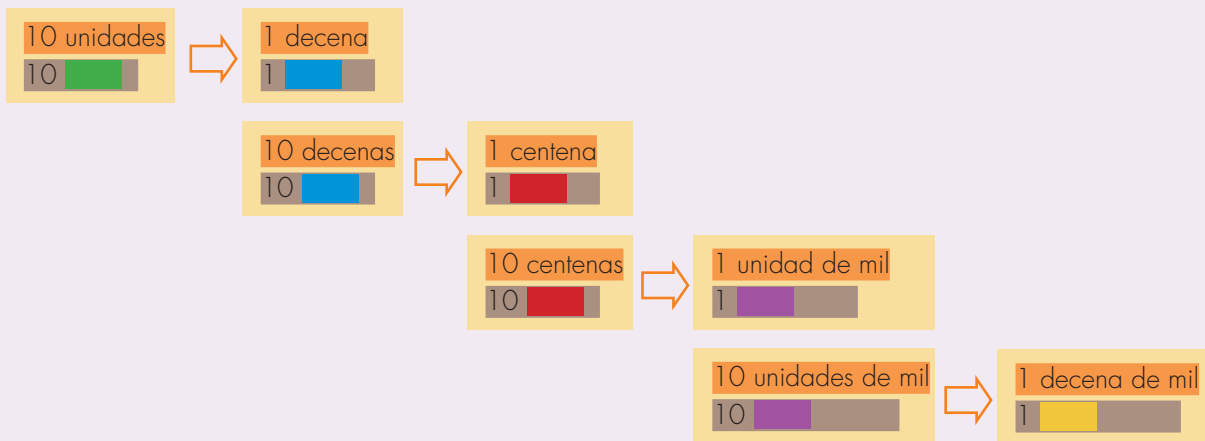 10 unidades
10
1 decena
1
10 decenas
10
1 centena
1
10 centenas
10
1 unidad de mil
1
10 unidades de mil
10
1 decena de mil
1